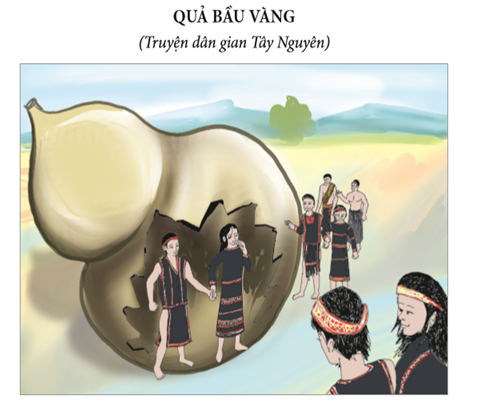 QUẢ BẦU VÀNG
(Truyện dân gian Tây Nguyên)